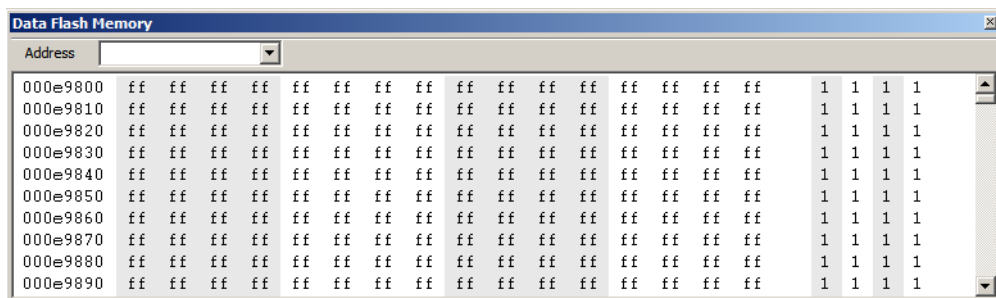 Data Flash Memory
Address
000e9800 ff ff ff ff ff ff ff ff ff ff ff ff ff ff ff ff 1 1 1 1
000e9810 ff ff ff ff ff ff ff ff ff ff ff ff ff ff ff ff 1 1 1 1
000e9820 ff ff ff ff ff ff ff ff ff ff ff ff ff ff ff ff 1 1 1 1
000e9830 ff ff ff ff ff ff ff ff ff ff ff ff ff ff ff ff 1 1 1 1
000e9840 ff ff ff ff ff ff ff ff ff ff ff ff ff ff ff ff 1 1 1 1
000e9850 ff ff ff ff ff ff ff ff ff ff ff ff ff ff ff ff 1 1 1 1
000e9860 ff ff ff ff ff ff ff ff ff ff ff ff ff ff ff ff 1 1 1 1
000e9870 ff ff ff ff ff ff ff ff ff ff ff ff ff ff ff ff 1 1 1 1
000e9880 ff ff ff ff ff ff ff ff ff ff ff ff ff ff ff ff 1 1 1 1
000e9890 ff ff ff ff ff ff ff ff ff ff ff ff ff ff ff ff 1 1 1 1